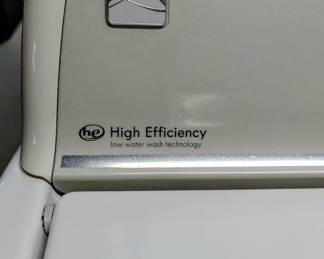 he High Efficiency
low water wash technology